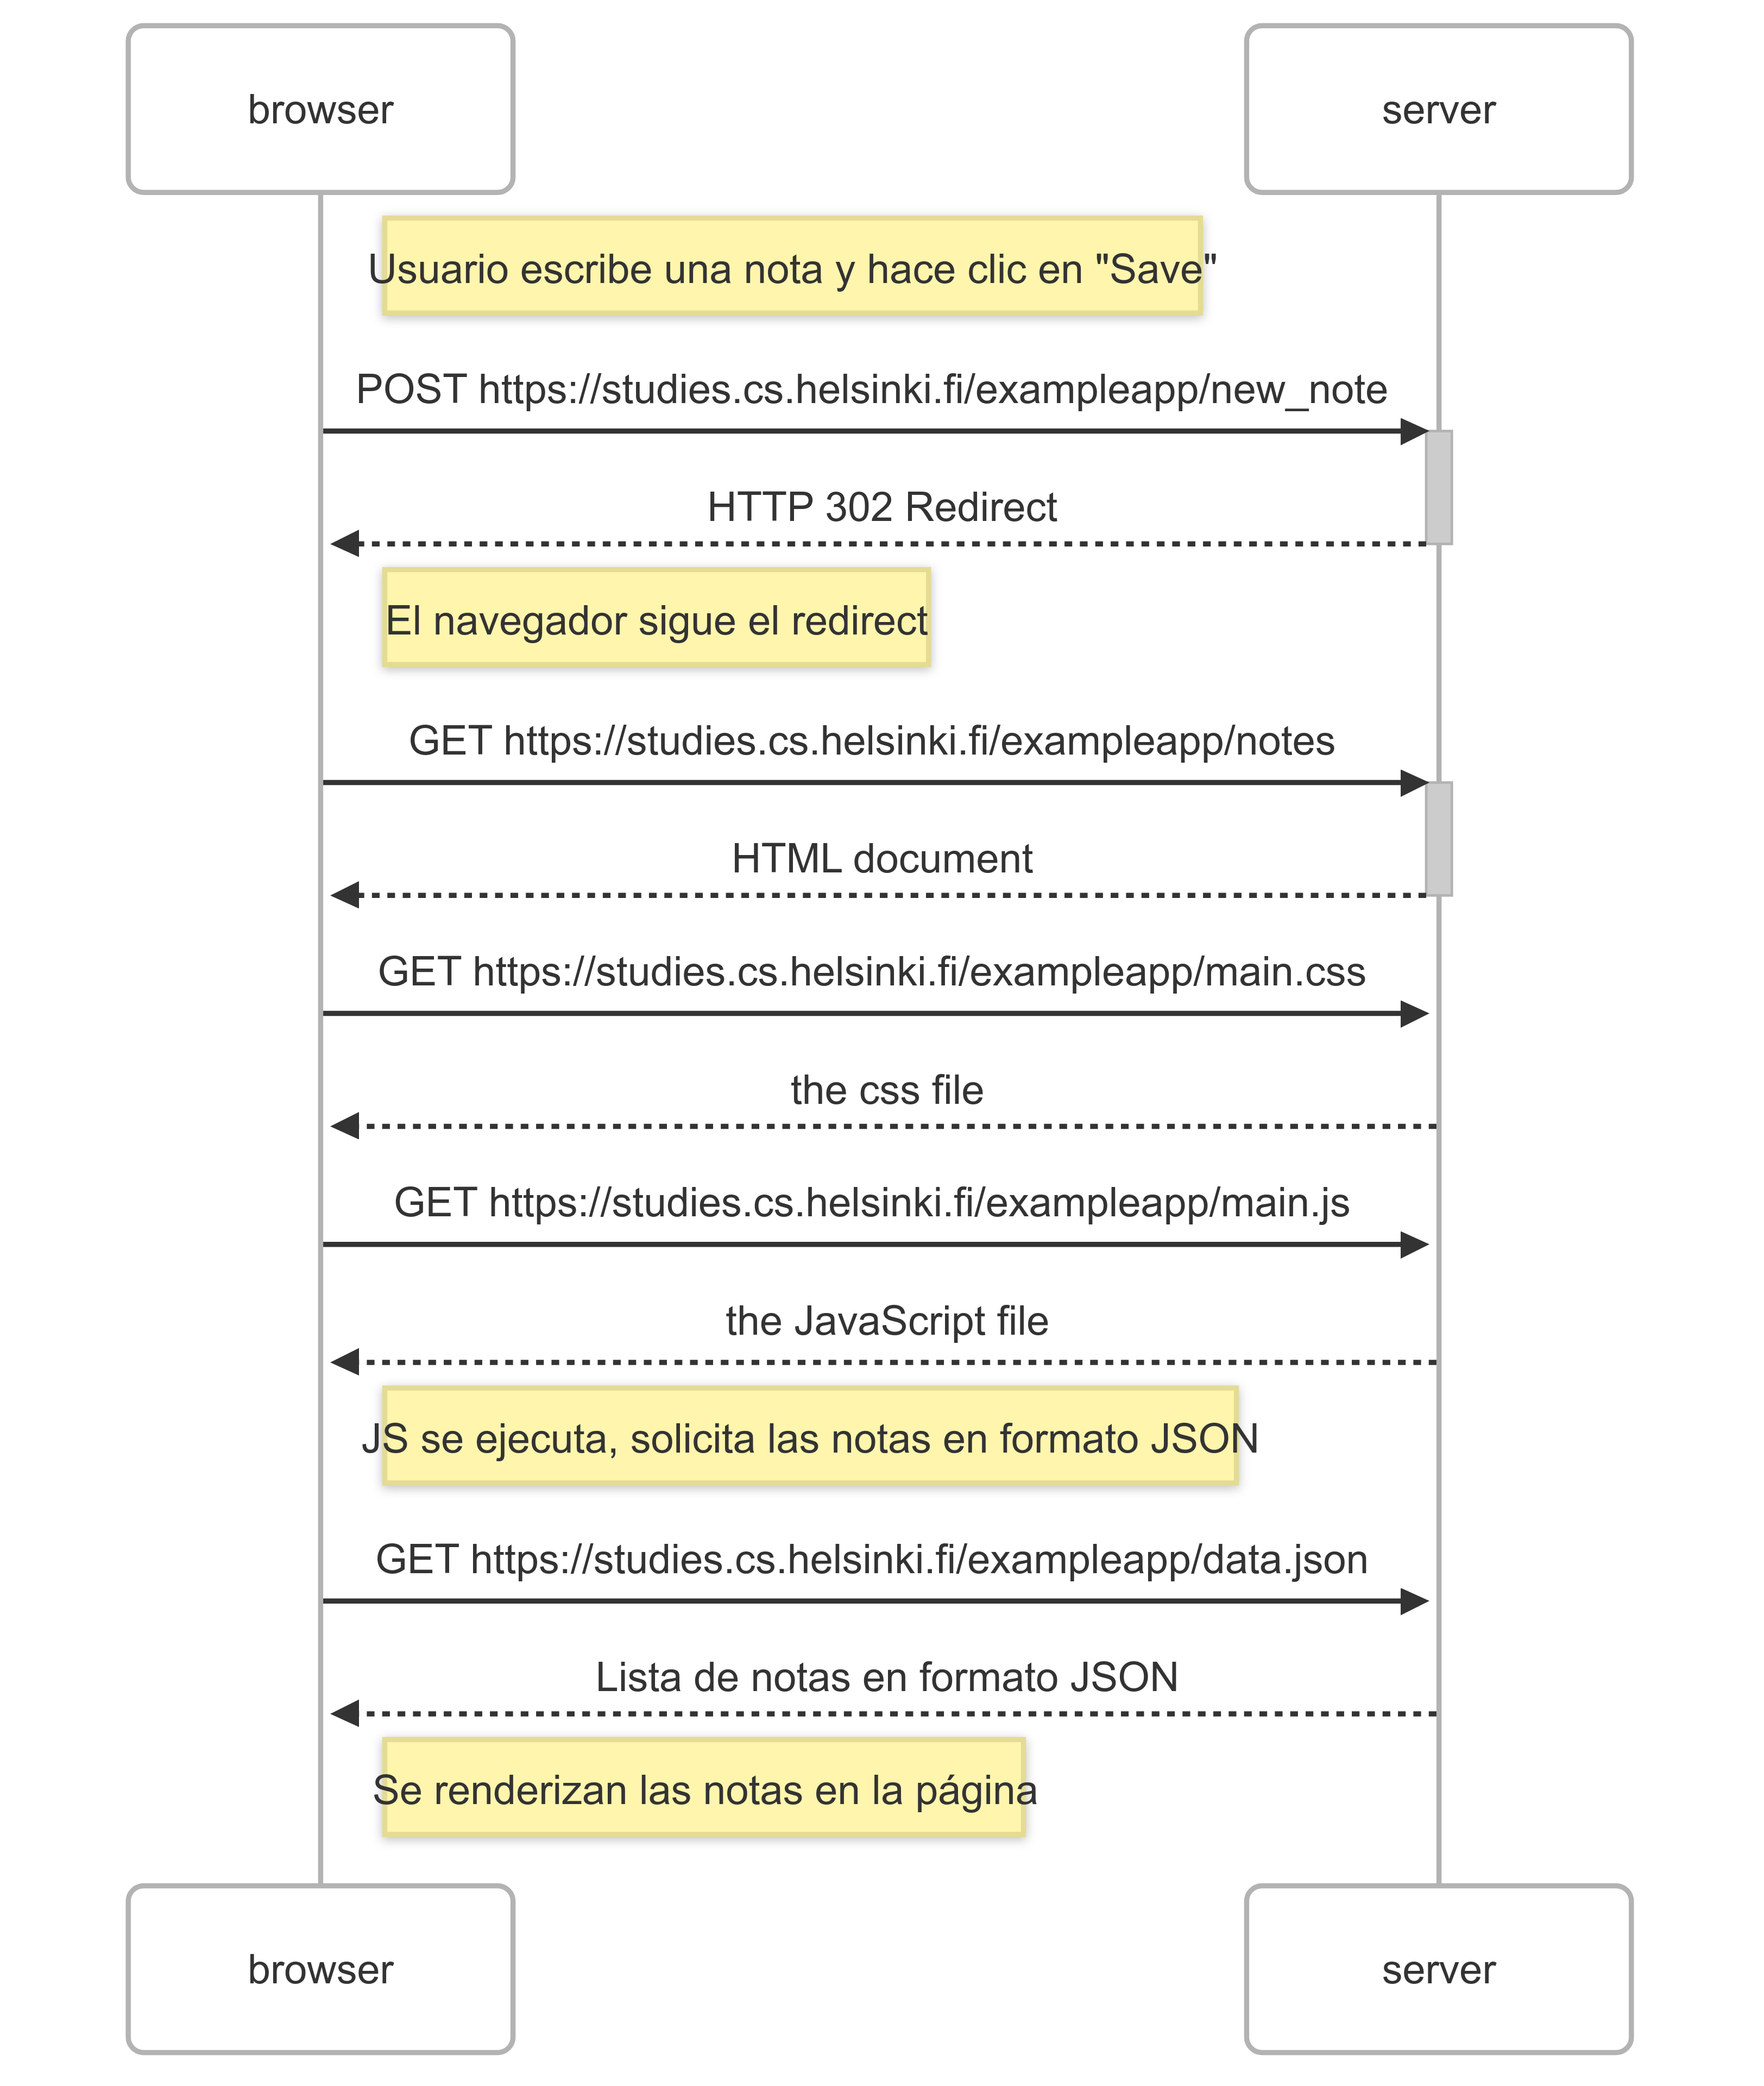 browser
server
Usuario escribe una nota y hace clic en "Save"
POST https://studies.cs.helsinki.fi/exampleapp/new_note
HTTP 302 Redirect
El navegador sigue el redirect
GET https://studies.cs.helsinki.fi/exampleapp/notes
HTML document
GET https://studies.cs.helsinki.fi/exampleapp/main.css
the css file
GET https://studies.cs.helsinki.fi/exampleapp/main.js
the JavaScript file
JS se ejecuta, solicita las notas en formato JSON
GET https://studies.cs.helsinki.fi/exampleapp/data.json
Lista de notas en formato JSON
Se renderizan las notas en la página
browser
server